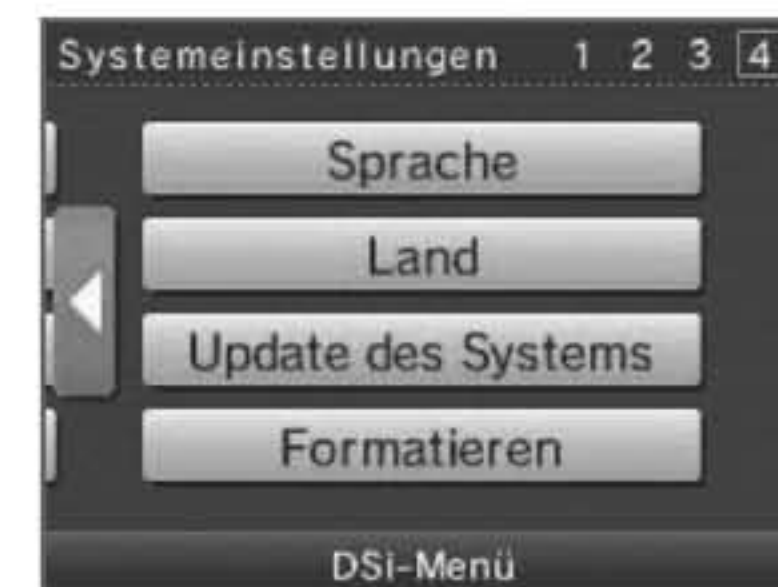 Systemeinstellungen 1 2 3 4
Sprache
Land
Update des Systems
Formatieren
DSi-Menü